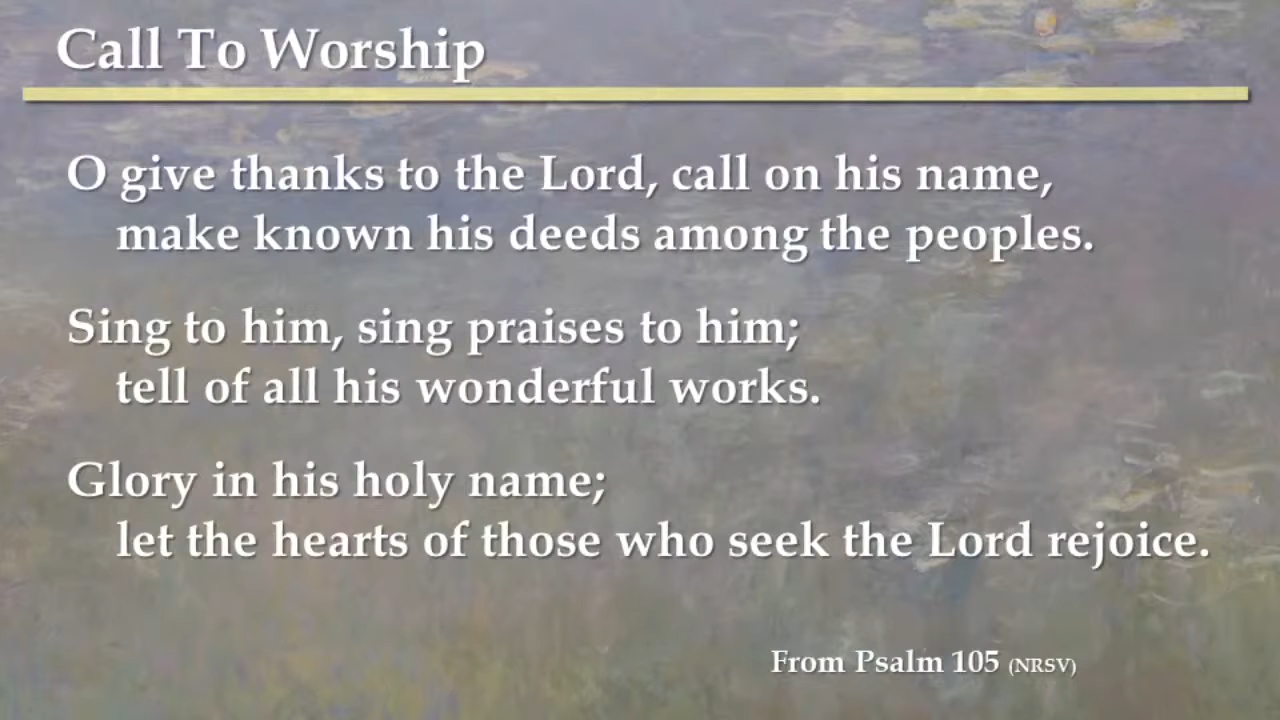 Call To Worship
O give thanks to the Lord, call on his name,
make known his deeds among the peoples.
Sing to him, sing praises to him;
tell of all his wonderful works.
Glory in his holy name;
let the hearts of those who seek the Lord rejoice.
From Psalm 105 (NRSV)